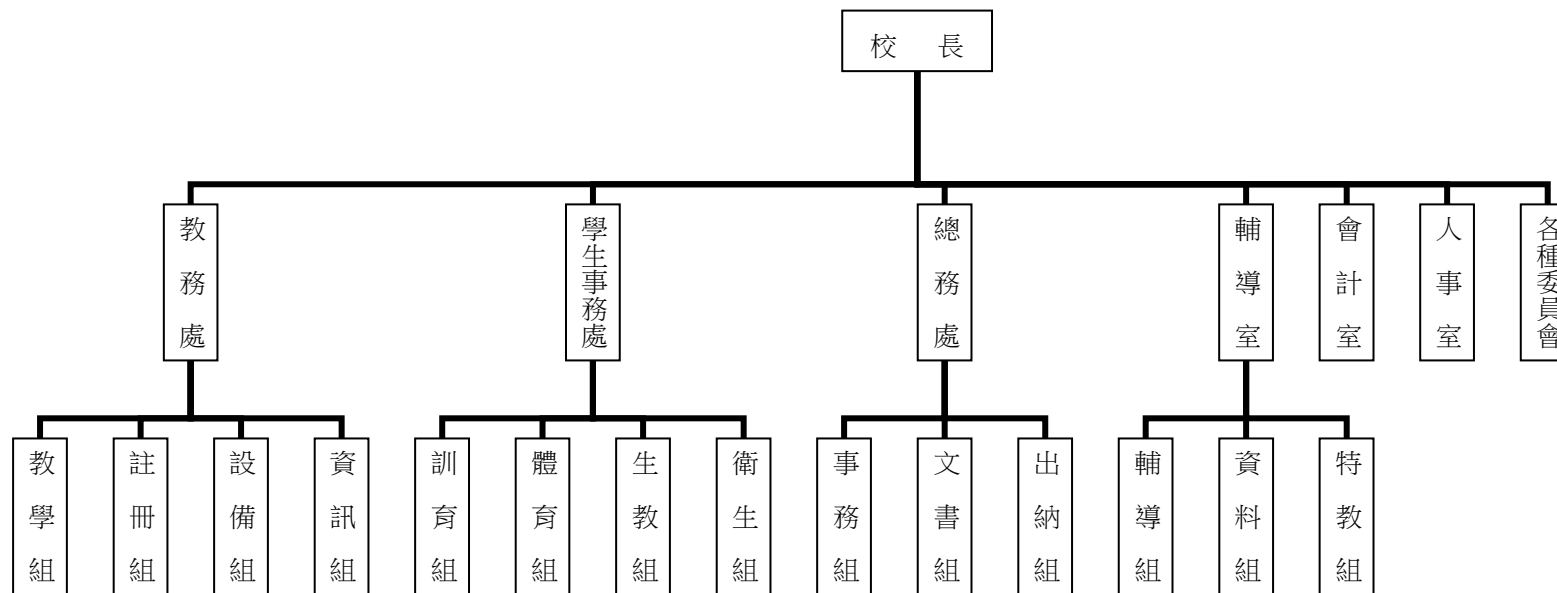 校長
教務處
學生事務處
總務處
輔導室
會計室
人事室
各種委員會
教學組
註冊組
設備組
資訊組
訓育組
體育組
生教組
衛生組
事務組
文書組
出納組
輔導組
資料組
特教組